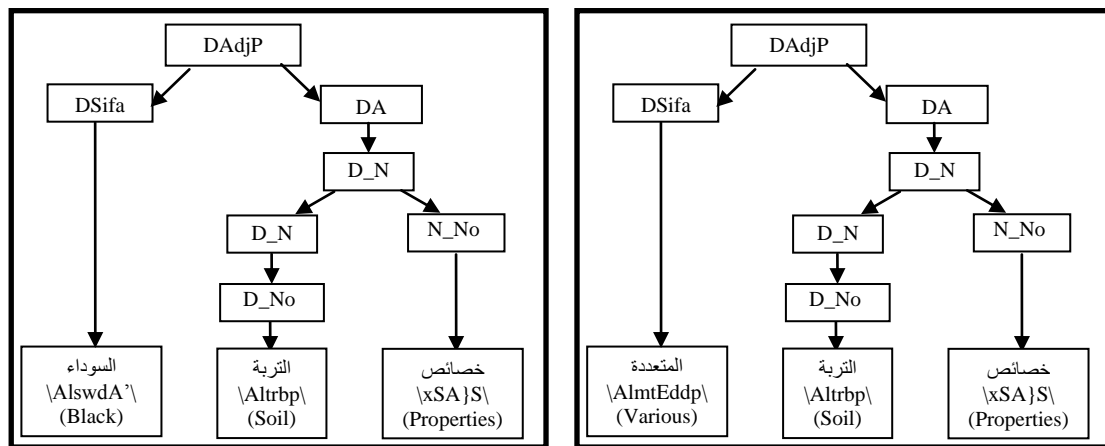 DAdjP
DSifa
DA
D_N
D_N
N_No
D_No
السوداء
\AlswdA’\
(Black)
التربة
\Altrbp\
(Soil)
خصائص
\xSA}S\
(Properties)
DAdjP
DSifa
DA
D_N
D_N
N_No
D_No
المتعددة
\AlmtEddp\
(Various)
التربة
\Altrbp\
(Soil)
خصائص
\xSA}S\
(Properties)